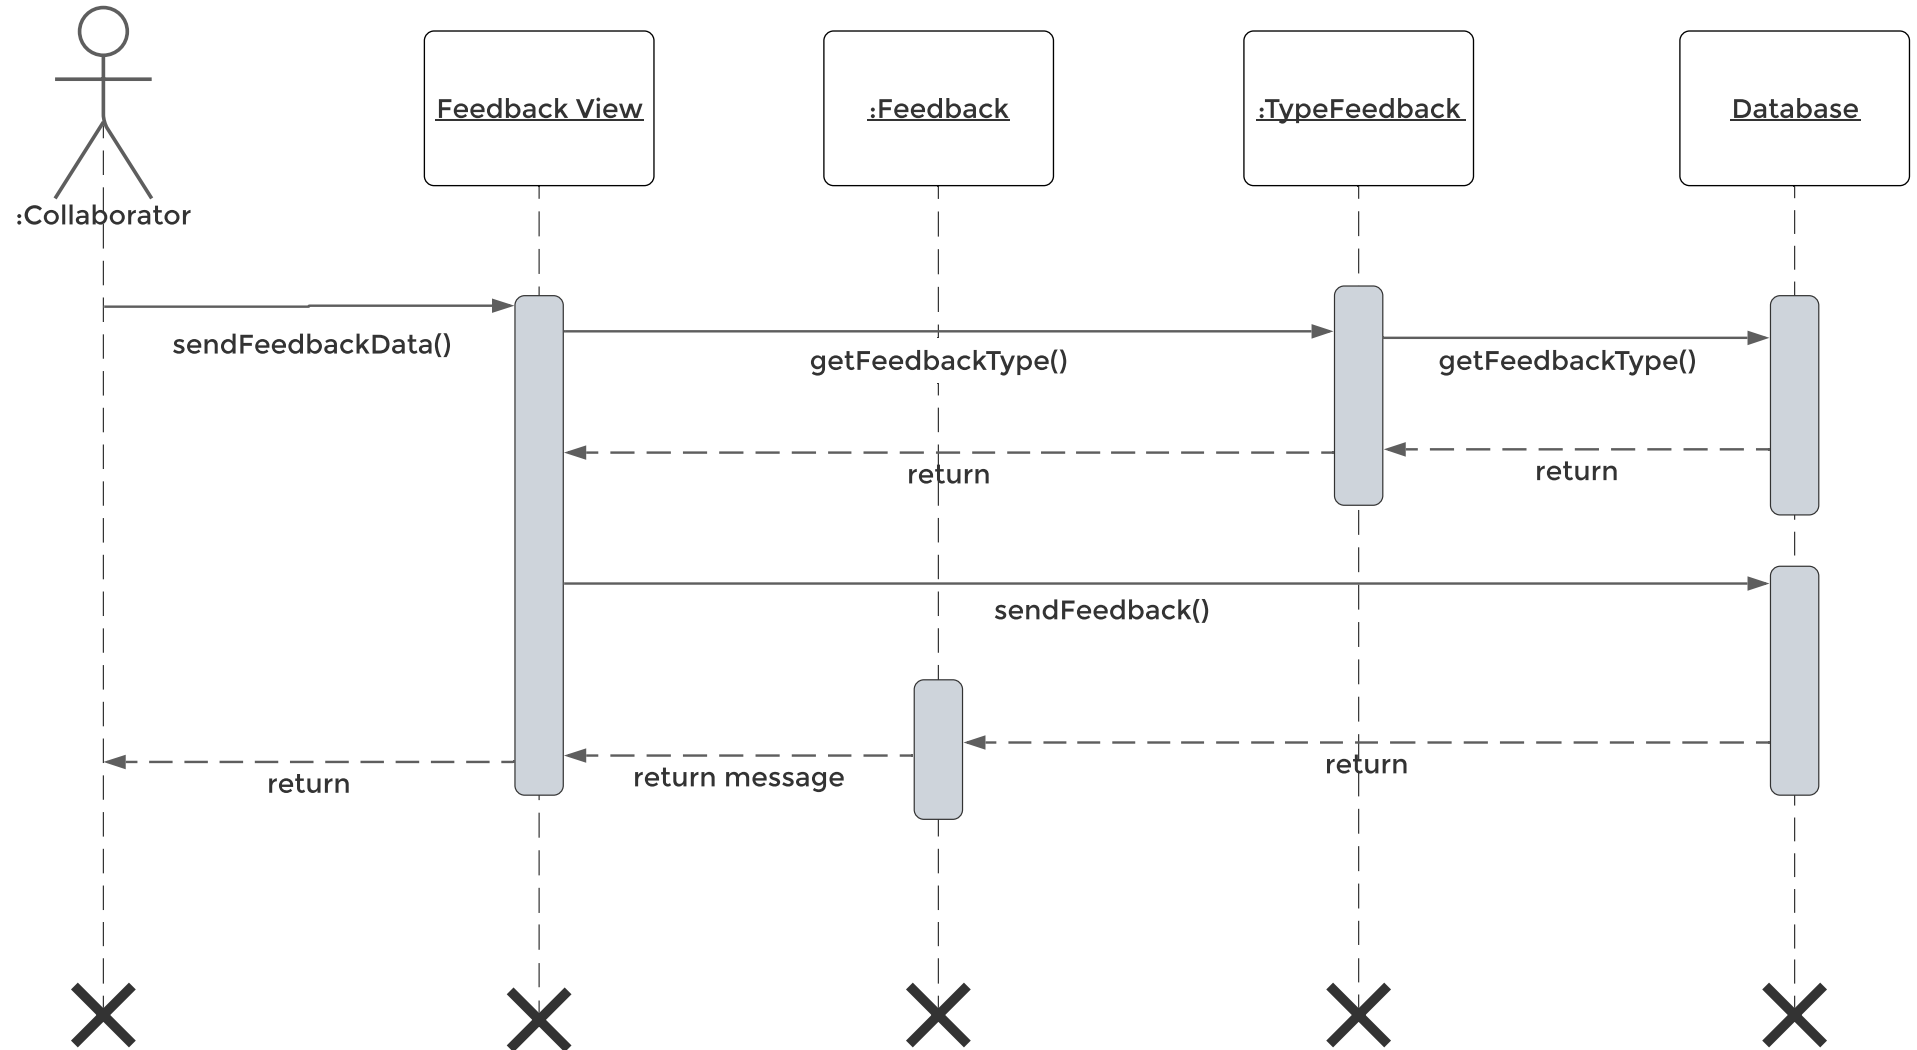 Feedback View
:Feedback
:TypeFeedback
Database
:Collaborator
sendFeedbackData()
getFeedbackType()
getFeedbackType()
return
return
sendFeedback()
return
return message
return